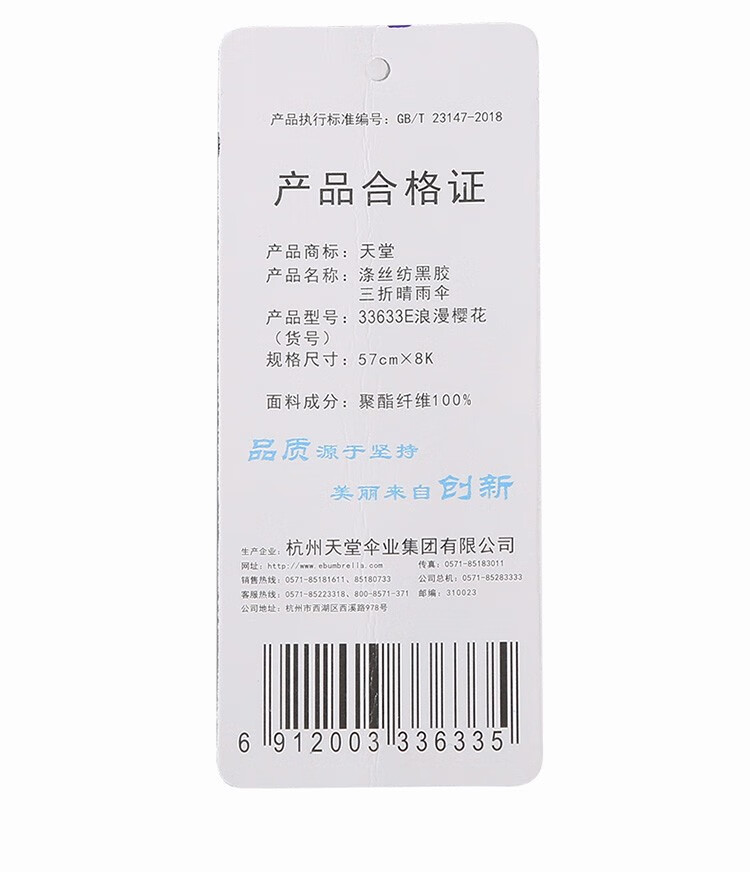 产品执行标准编号：GB/T 23147-2018
产品合格证
产品商标：天堂
产品名称：涤丝纺黑胶
三折晴雨伞
产品型号：33633E浪漫樱花
（货号）
规格尺寸：57cm×8K
面料成分：聚酯纤维100%
品质源于坚持
美丽来自创新
生产企业：杭州天堂伞业集团有限公司
网址：http://www.ebumbrella.com 传真：0571-85183011
销售热线：0571-85181611、85180733 公司总机：0571-85283333
客服热线：0571-85223318、800-8571-371 邮编：310023
公司地址：杭州市西湖区西溪路978号
6 912003 336335